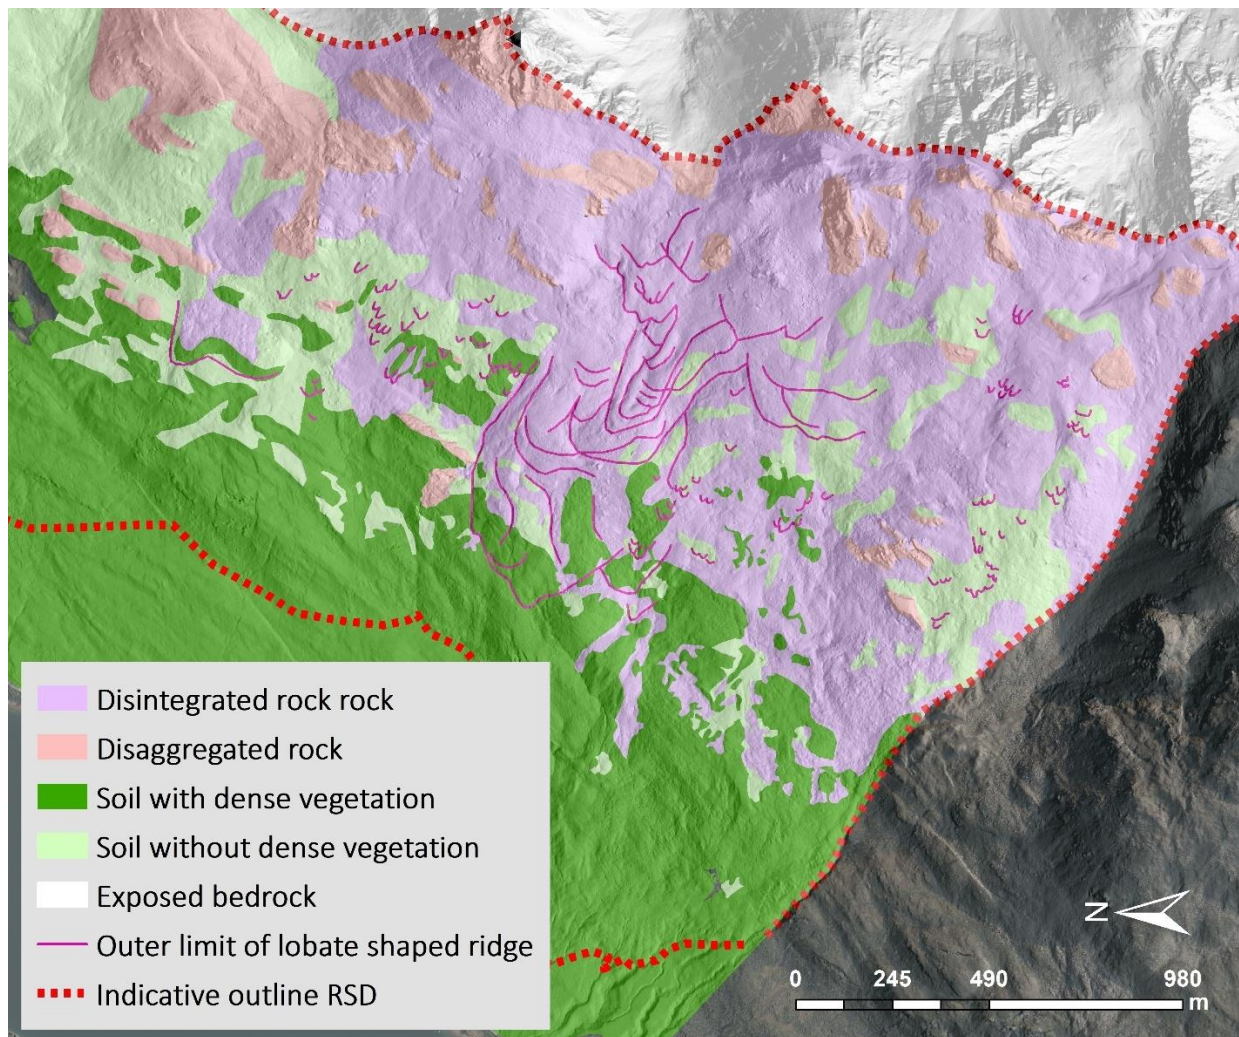 Disintegrated rock rock
Disaggregated rock
Soil with dense vegetation
Soil without dense vegetation
Exposed bedrock
Outer limit of lobate shaped ridge
Indicative outline RSD
N
0 245 490 980
m